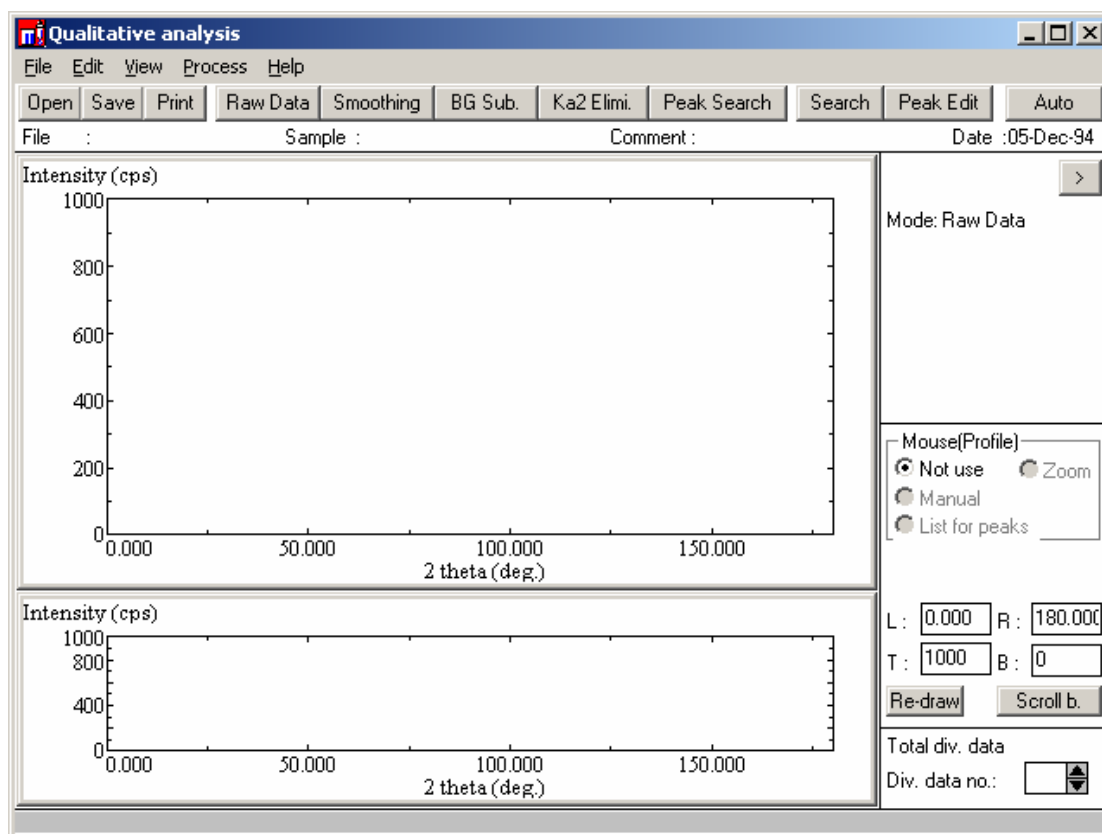 Qualitative analysis
File Edit View Process Help
Open Save Print Raw Data Smoothing BG Sub. Ka2 Elimi. Peak Search Search Peak Edit Auto
File : Sample : Comment : Date :05-Dec-94
Intensity (cps)
1000
800
600
400
200
0
0.000 50.000 100.000 150.000
2 theta (deg.)
>
Mode: Raw Data
Mouse(Profile)
Not use Zoom
Manual
List for peaks
Intensity (cps)
1000
800
400
0
0.000 50.000 100.000 150.000
2 theta (deg.)
L : 0.000 R : 180.000
T : 1000 B : 0
Re-draw Scroll b.
Total div. data
Div. data no.: